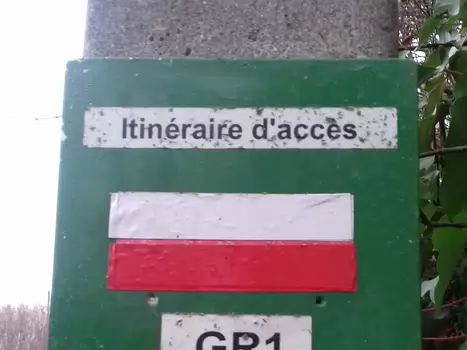 Itinéraire d'accès
GR1